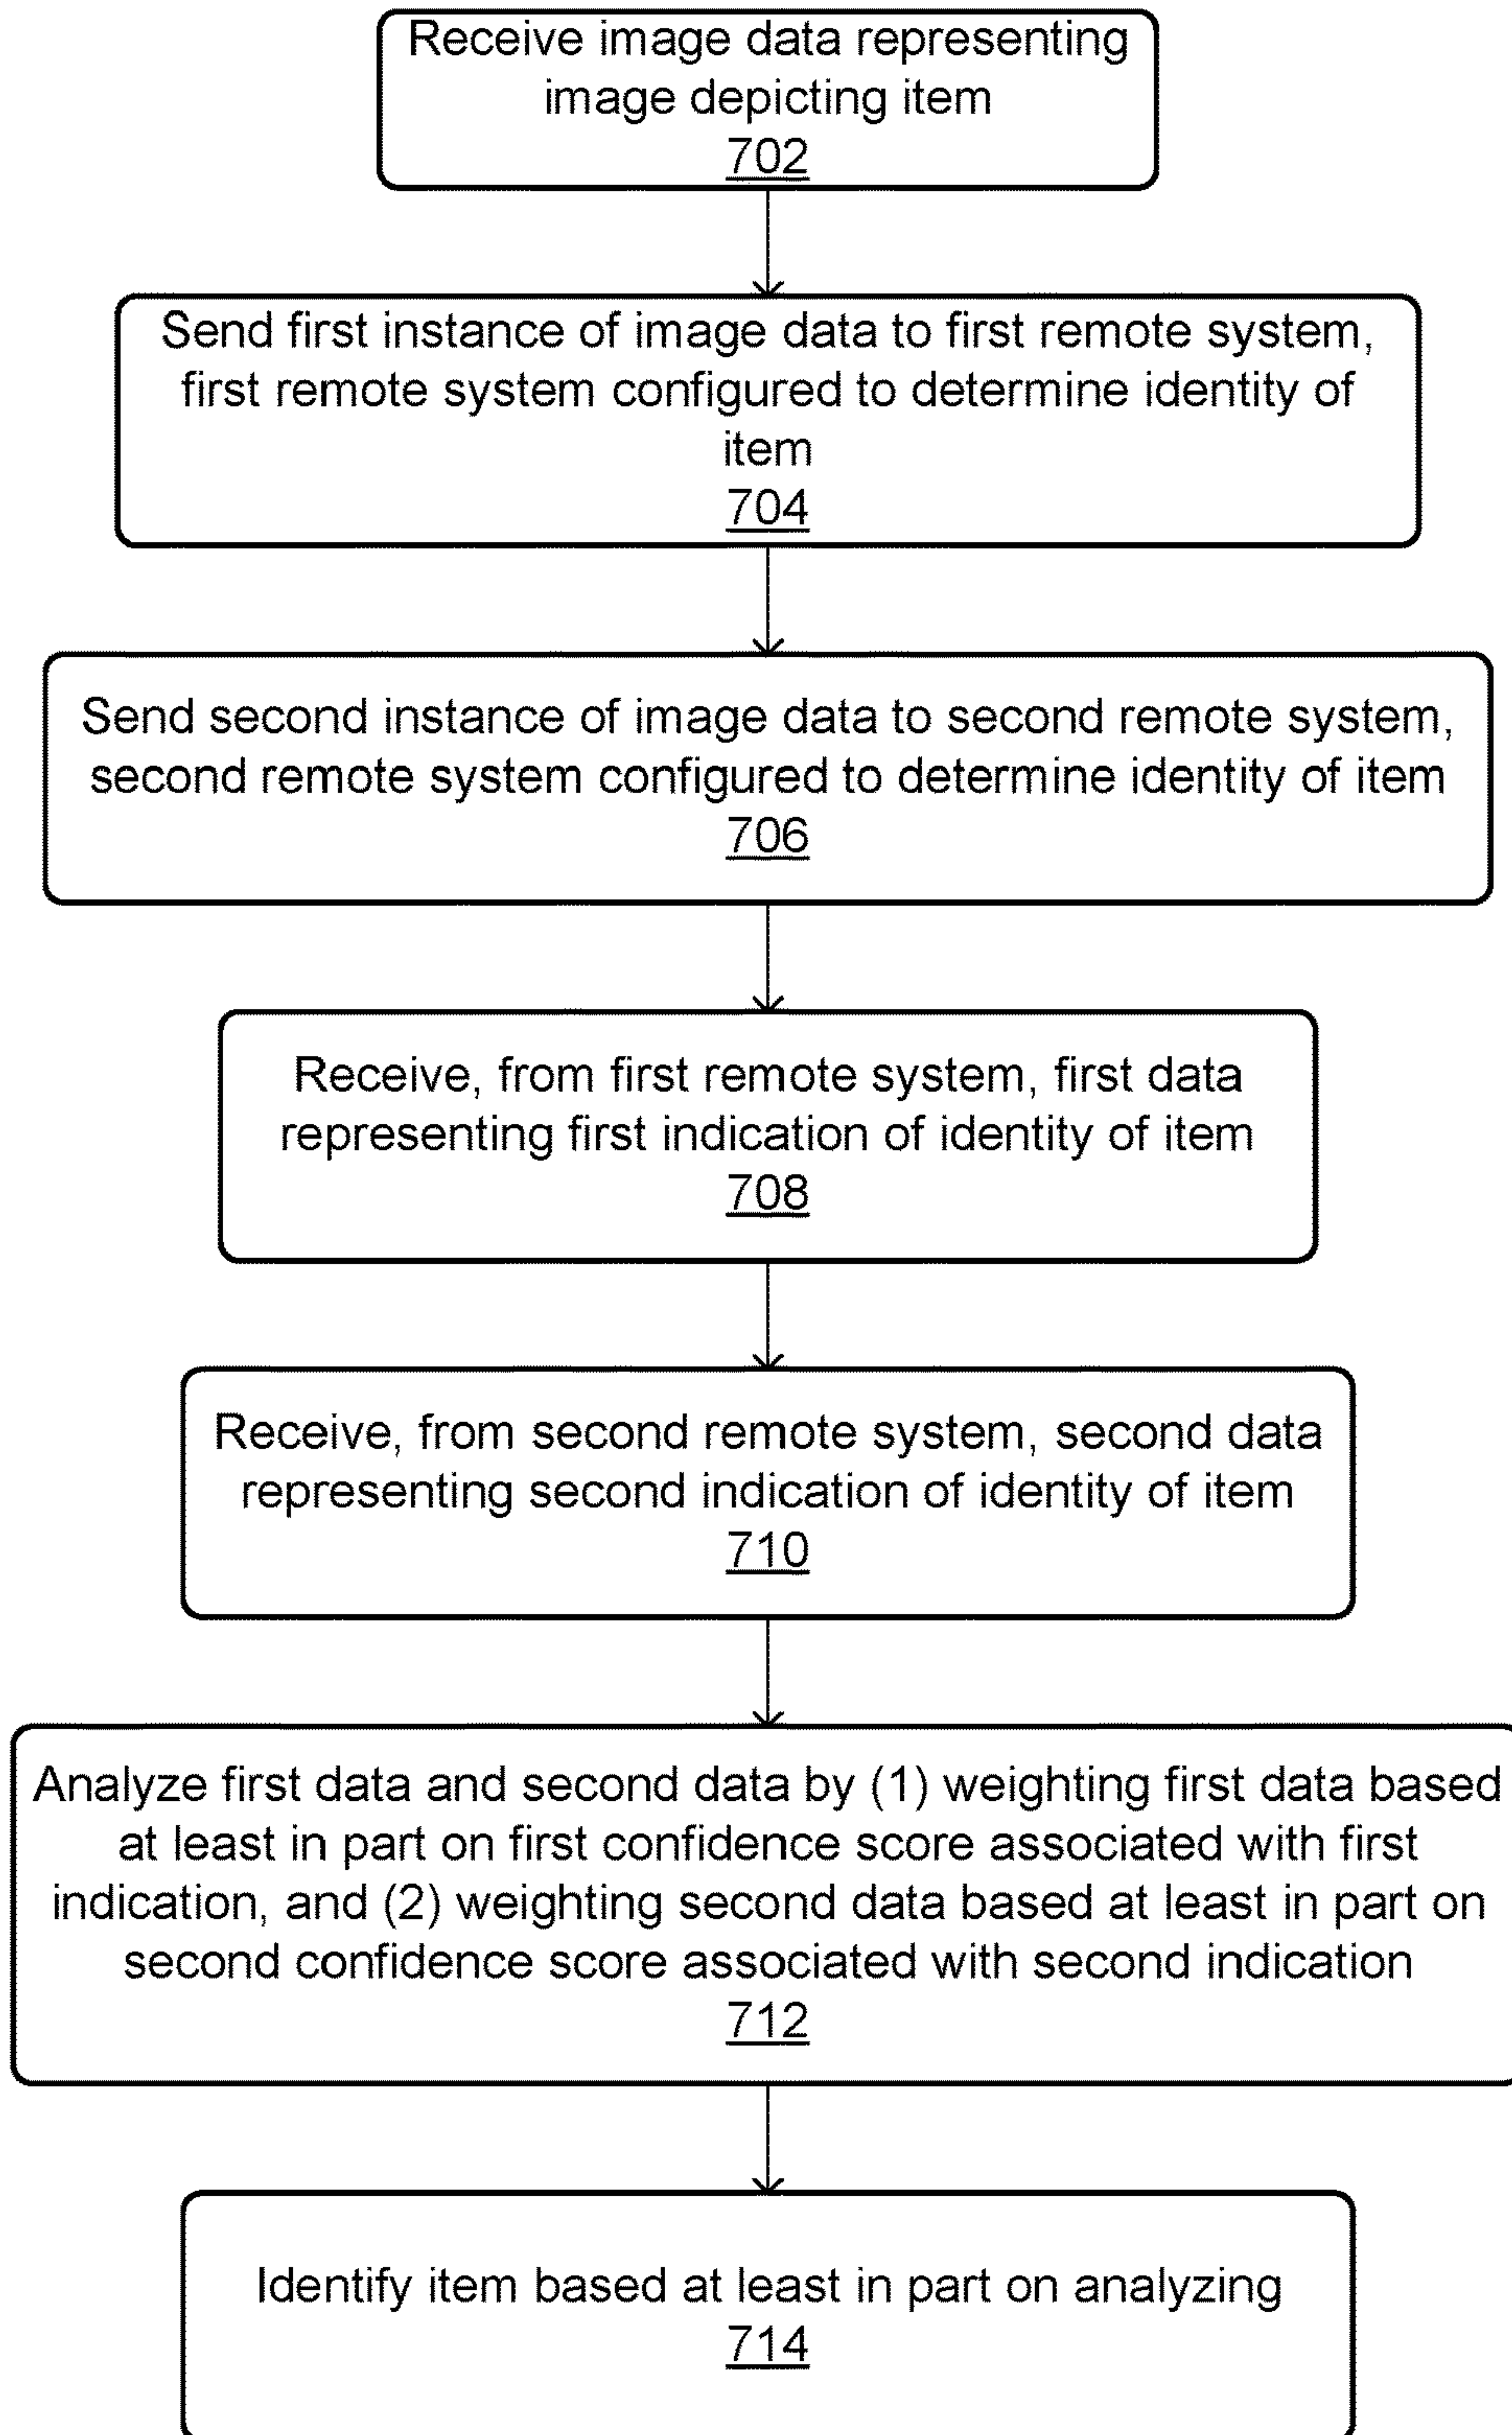 Receive image data representing
image depicting item
702
Send first instance of image data to first remote system,
first remote system configured to determine identity of
item
704
Send second instance of image data to second remote system,
second remote system configured to determine identity of item
706
Receive, from first remote system, first data
representing first indication of identity of item
708
Receive, from second remote system, second data
representing second indication of identity of item
710
Analyze first data and second data by (1) weighting first data based
at least in part on first confidence score associated with first
indication, and (2) weighting second data based at least in part on
second confidence score associated with second indication
712
Identify item based at least in part on analyzing
714